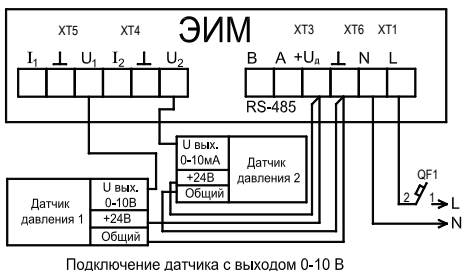 ЭИМ
XT5 XT4 XT3 XT6 XT1
I₁ ⊥ U₁ I₂ ⊥ U₂ B A +Uд ⊥ N L
RS-485
U вых.
0-10мА
+24В
Общий
Датчик
давления 2
Датчик
давления 1
U вых.
0-10В
+24В
Общий
QF1
2 1 L
N
Подключение датчика с выходом 0-10 В